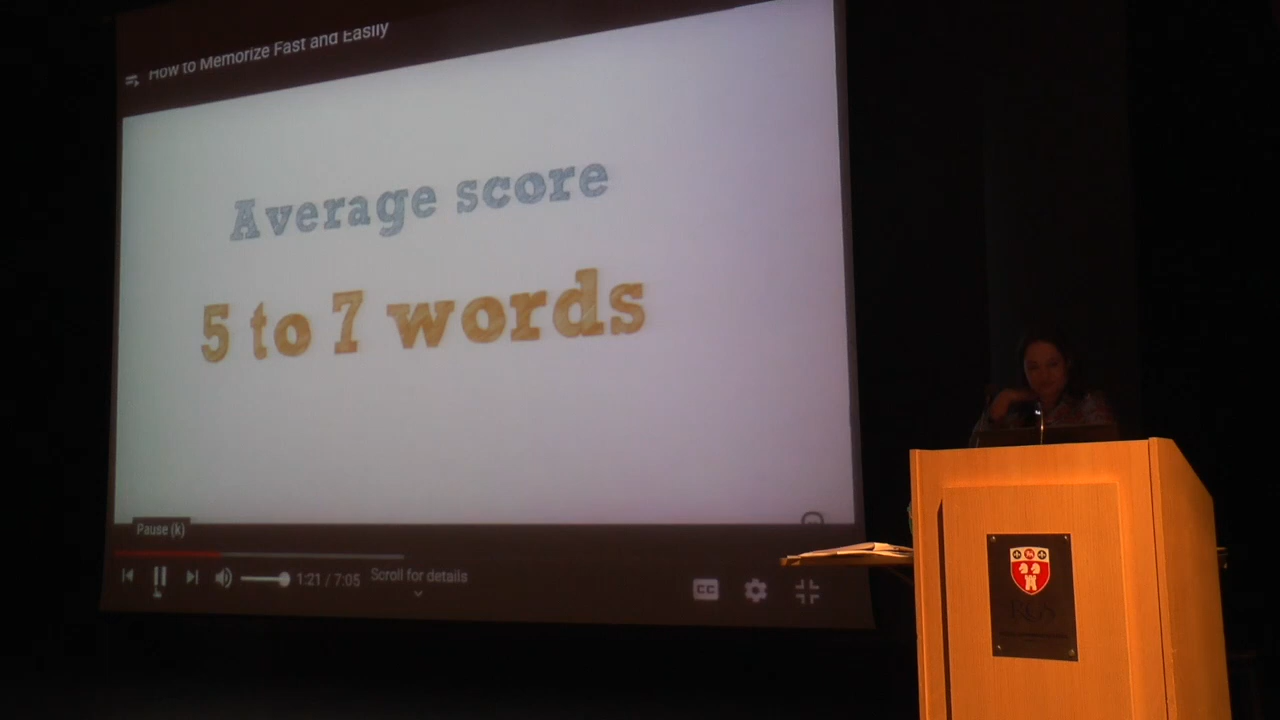 How to Memorize Fast and Easily
Average score
5 to 7 words
Pause (k)
1:21 / 7:05
Scroll for details
CC
RGS